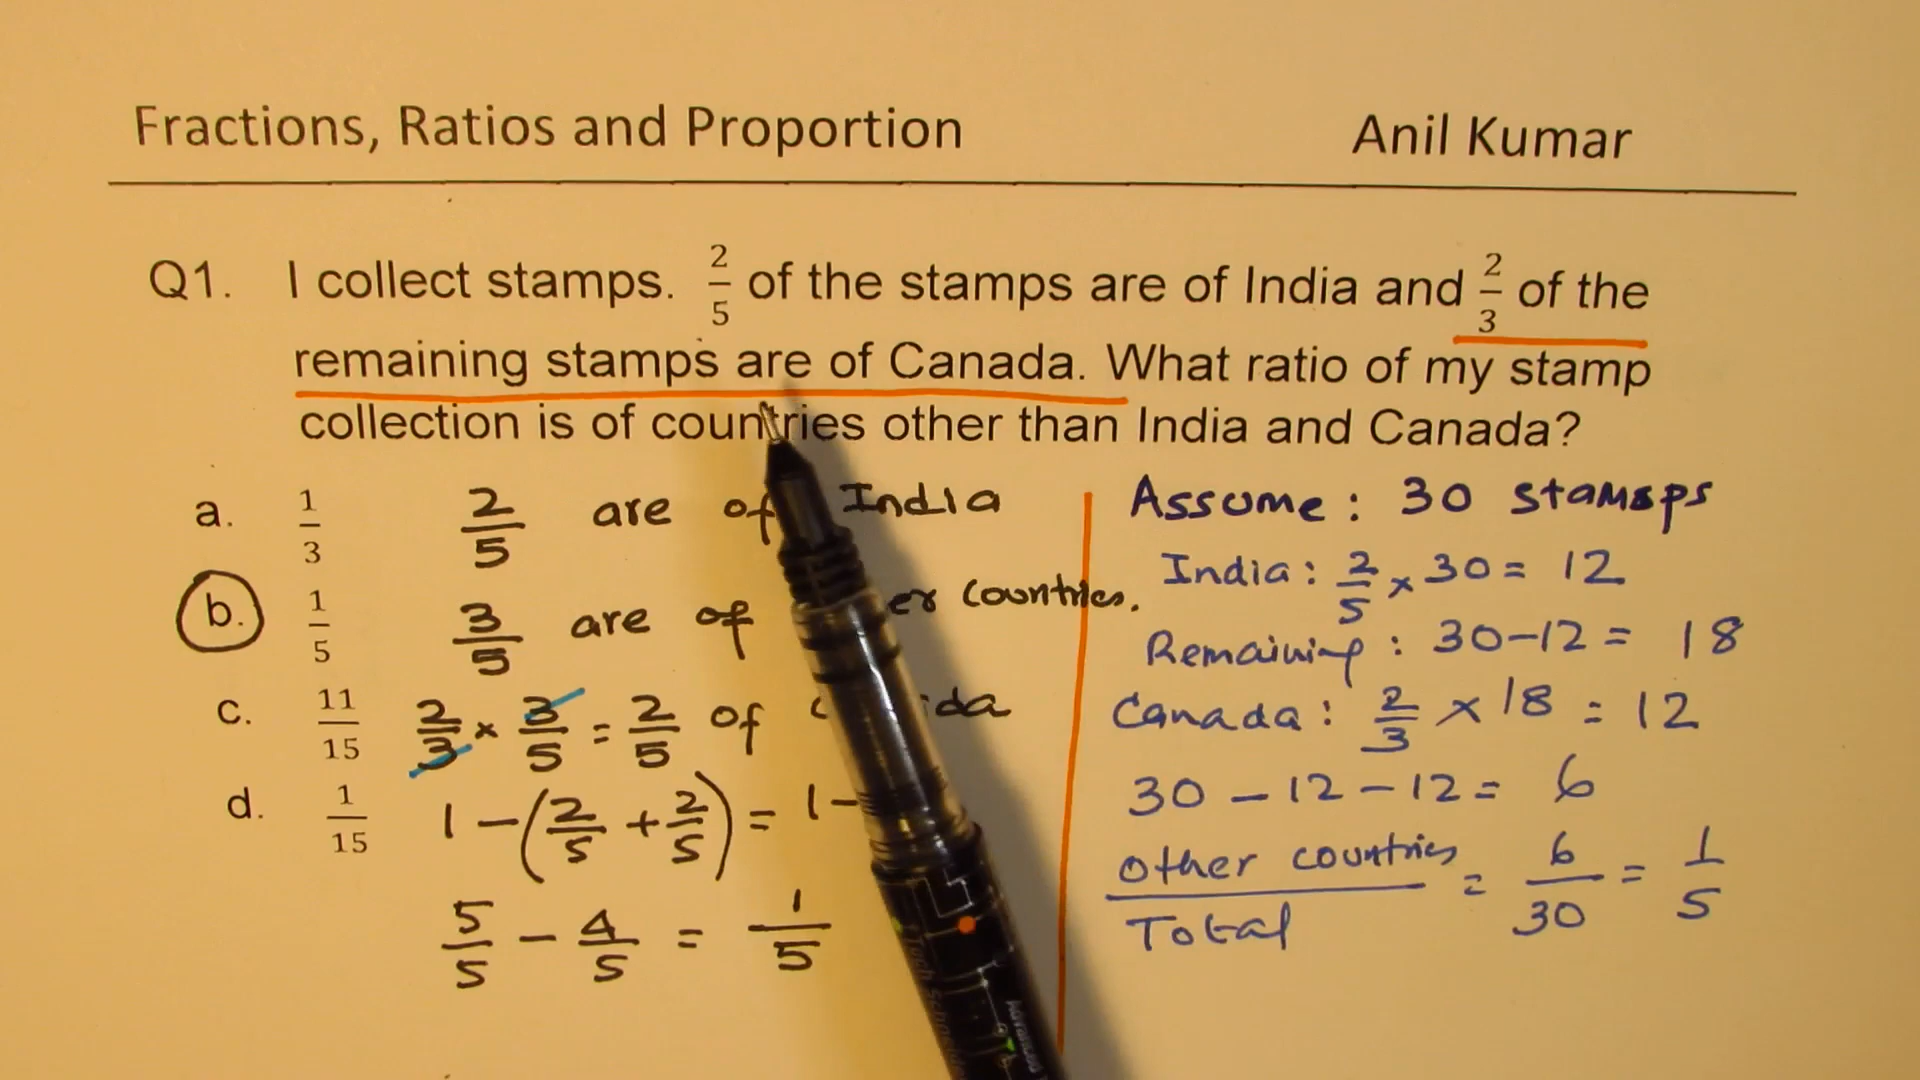 Fractions, Ratios and Proportion Anil Kumar
Q1. I collect stamps. 2/5 of the stamps are of India and 2/3 of the
remaining stamps are of Canada. What ratio of my stamp
collection is of countries other than India and Canada?
a. 1/3
b. 1/5
c. 11/15
d. 1/15
2/5 are of India
3/5 are of er countries.
2/3 × 3/5 = 2/5 of da
1 - (2/5 + 2/5) = 1 -
5/5 - 4/5 = 1/5
Assume: 30 stamps
India: 2/5 × 30 = 12
Remaining: 30-12 = 18
Canada: 2/3 × 18 = 12
30 - 12 - 12 = 6
Other countries/Total = 6/30 = 1/5